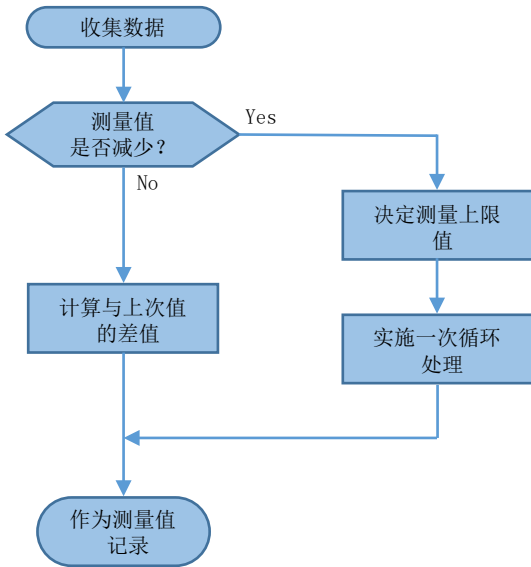 收集数据
测量值
是否减少？
Yes
No
决定测量上限
值
计算与上次值
的差值
实施一次循环
处理
作为测量值
记录